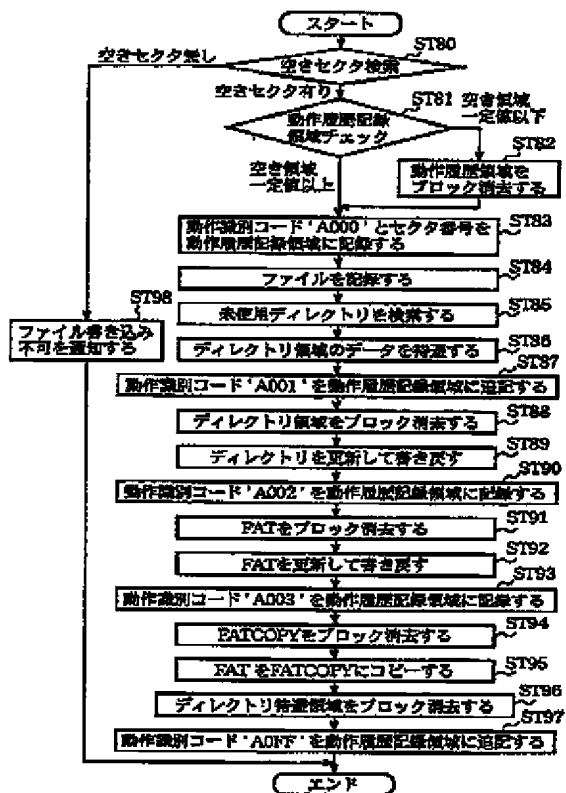 スタート
ST80
空きセクタ無し
空きセクタ検索
空きセクタ有り
ST81
空き領域
一定値以下
動作履歴記録
領域チェック
ST82
空き領域
一定値以上
動作履歴領域を
ブロック消去する
ST83
動作識別コード'A000'とセクタ番号を
動作履歴記録領域に記録する
ST84
ファイルを記録する
ST98
ST85
ファイル書き込み
不可を通知する
未使用ディレクトリを検索する
ST86
ディレクトリ領域のデータを待避する
ST87
動作識別コード'A001'を動作履歴記録領域に追記する
ST88
ディレクトリ領域をブロック消去する
ST89
ディレクトリを更新して書き戻す
ST90
動作識別コード'A002'を動作履歴記録領域に記録する
ST91
FATをブロック消去する
ST92
FATを更新して書き戻す
ST93
動作識別コード'A003'を動作履歴記録領域に記録する
ST94
FATCOPYをブロック消去する
ST95
FATをFATCOPYにコピーする
ST96
ディレクトリ待避領域をブロック消去する
ST97
動作識別コード'A0FF'を動作履歴記録領域に追記する
エンド